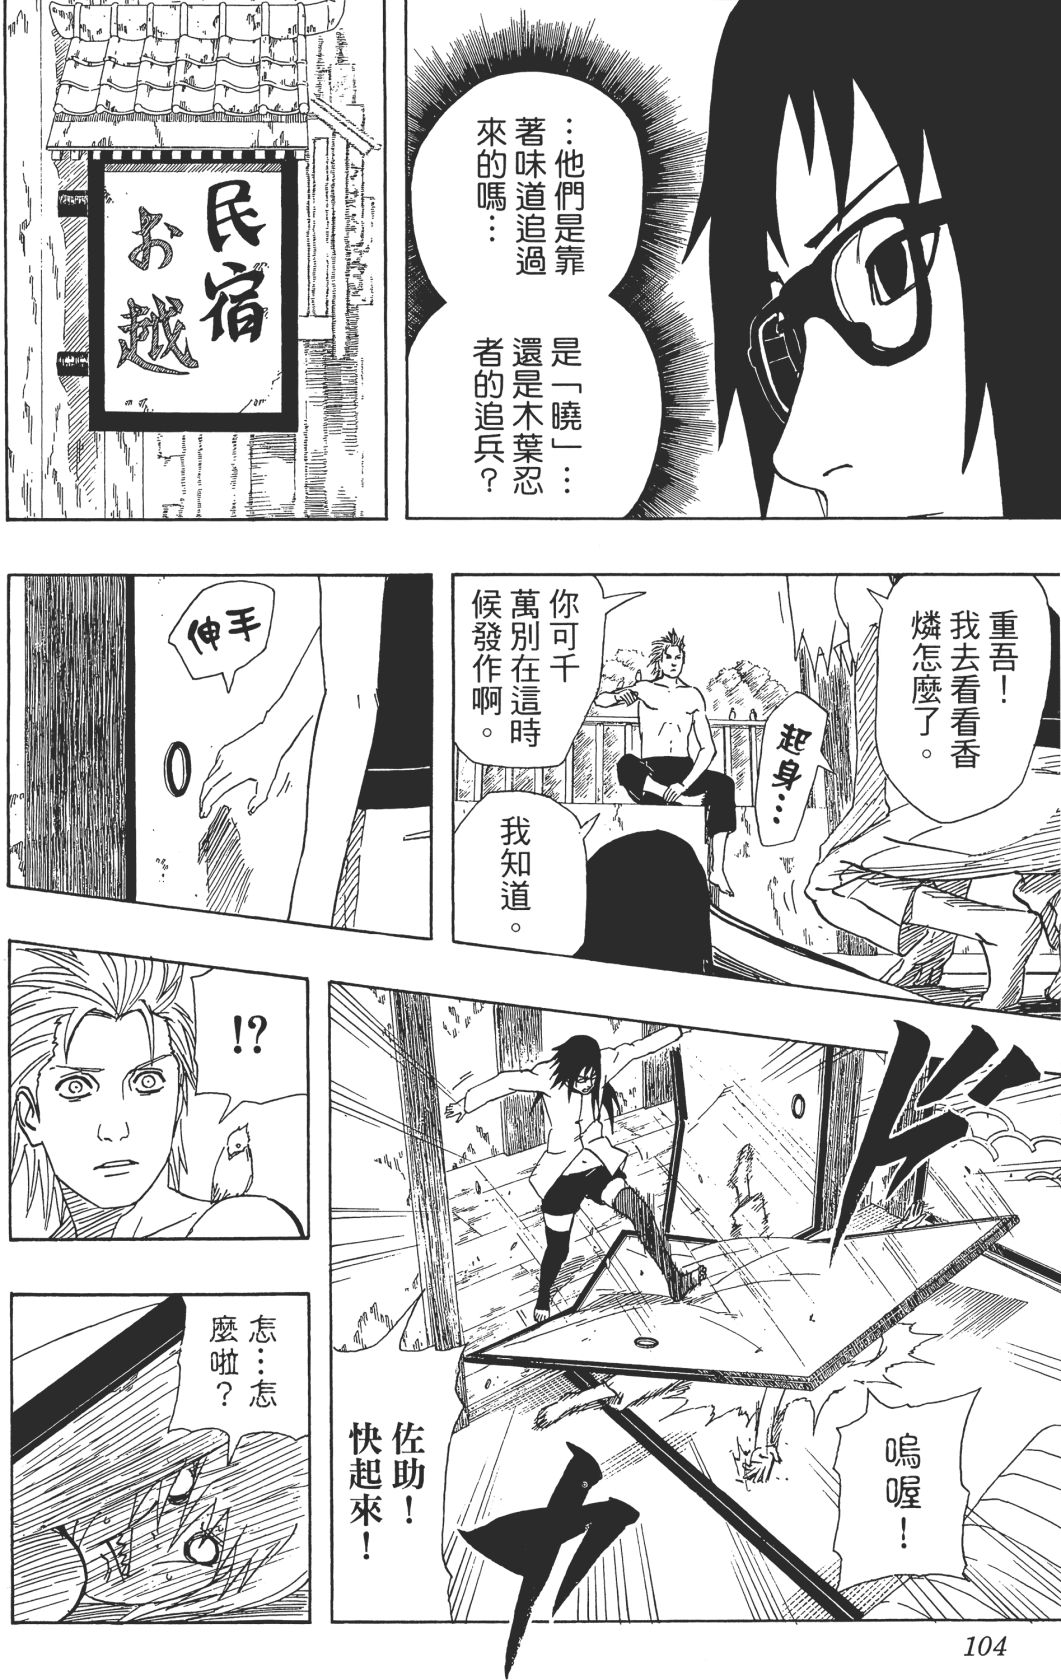 …他們是靠
著味道追過
來的嗎…
是「曉」…
還是木葉忍
者的追兵？
民宿
お越
重吾！
我去看看香
燐怎麼了。
起身…
你可千
萬別在這時
候發作啊。
我知道。
伸手
ドドッ
嗚喔！
佐助！
快起來！
!?
怎…怎
麼啦？
104